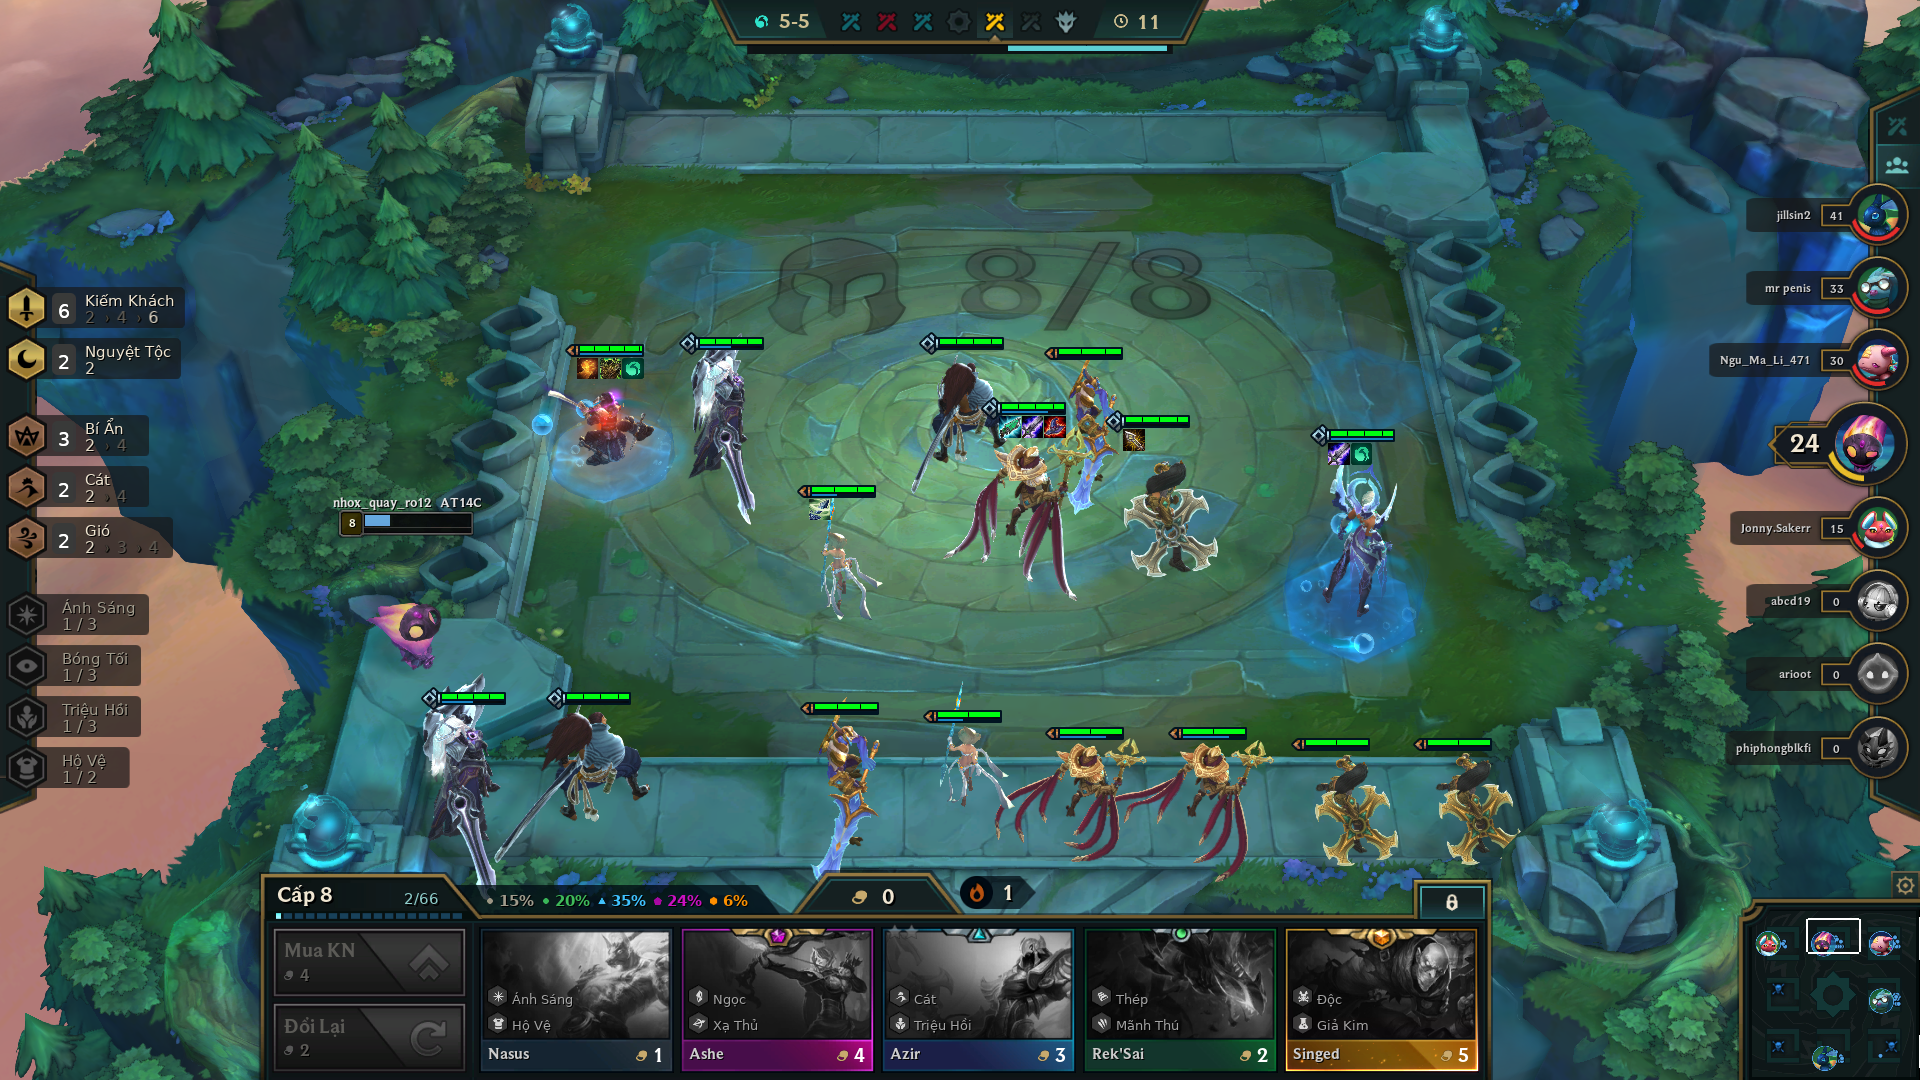 5-5
11
8/8
6
Kiếm Khách
2 › 4 › 6
2
Nguyệt Tộc
2
3
Bí Ẩn
2 › 4
2
Cát
2 › 4
2
Gió
2 › 3 › 4
Ánh Sáng
1 / 3
Bóng Tối
1 / 3
Triệu Hồi
1 / 3
Hộ Vệ
1 / 2
nhox_quay_ro12 AT14C
8
jillsin2 41
mr penis 33
Ngu_Ma_Li_471 30
24
Jonny.Sakerr 15
abcd19 0
arioot 0
phiphongblkfi 0
Cấp 8
2/66
15% 20% 35% 24% 6%
0
1
Mua KN
4
Đổi Lại
2
Ánh Sáng
Hộ Vệ
Nasus 1
Ngọc
Xạ Thủ
Ashe 4
Cát
Triệu Hồi
Azir 3
Thép
Mãnh Thú
Rek'Sai 2
Độc
Giả Kim
Singed 5